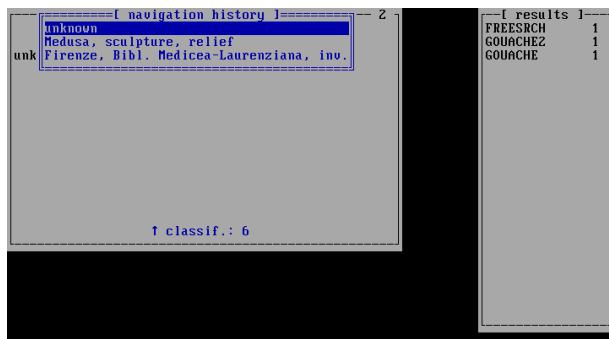 [ navigation history ] 2
unknown
Medusa, sculpture, relief
unk Firenze, Bibl. Medicea-Laurenziana, inv.
↑ classif.: 6
[ results ]
FREESRCH 1
GOUACHE2 1
GOUACHE 1